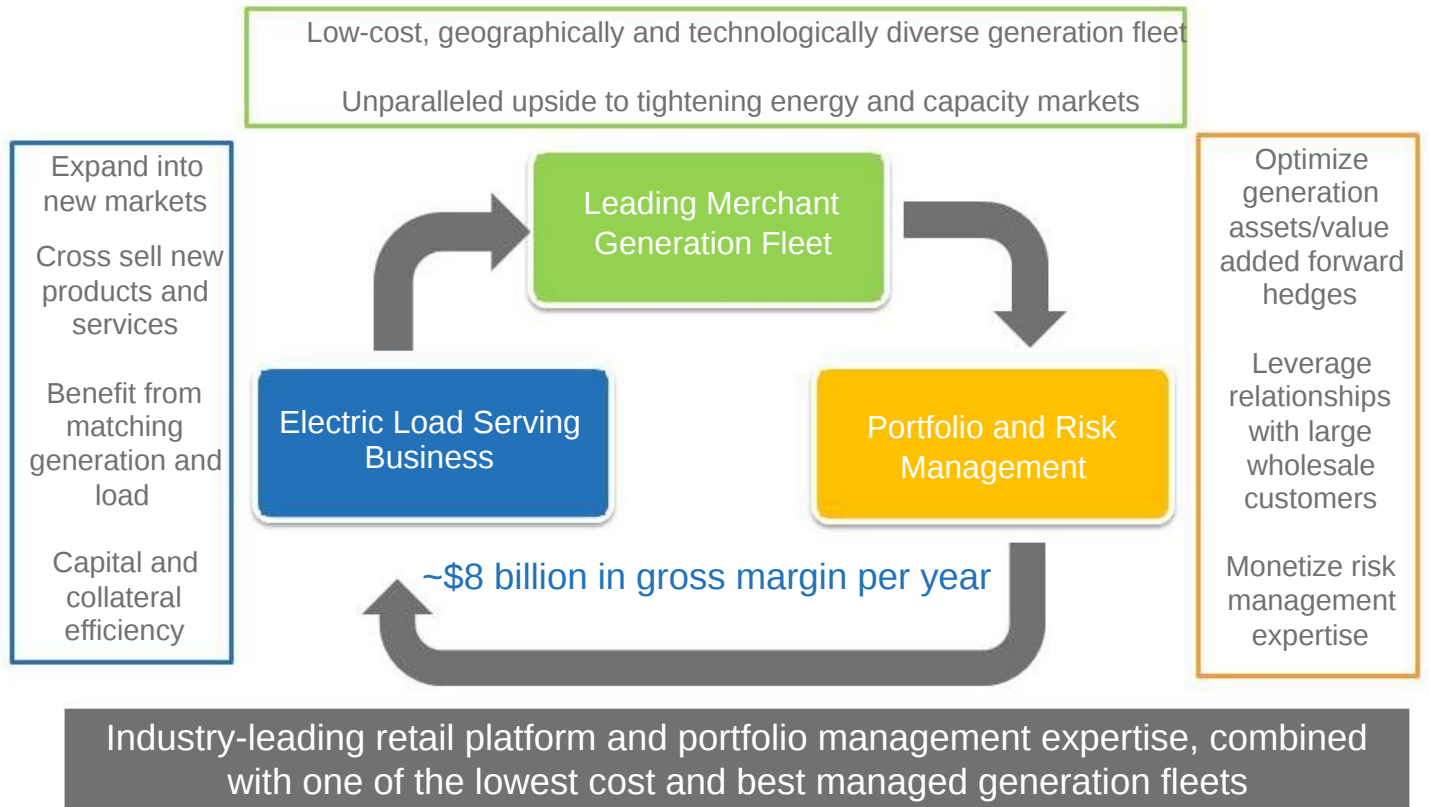 Low-cost, geographically and technologically diverse generation fleet
Unparalleled upside to tightening energy and capacity markets
Expand into
new markets
Cross sell new
products and
services
Benefit from
matching
generation and
load
Capital and
collateral
efficiency
Leading Merchant
Generation Fleet
Electric Load Serving
Business
Portfolio and Risk
Management
~$8 billion in gross margin per year
Optimize
generation
assets/value
added forward
hedges
Leverage
relationships
with large
wholesale
customers
Monetize risk
management
expertise
Industry-leading retail platform and portfolio management expertise, combined
with one of the lowest cost and best managed generation fleets